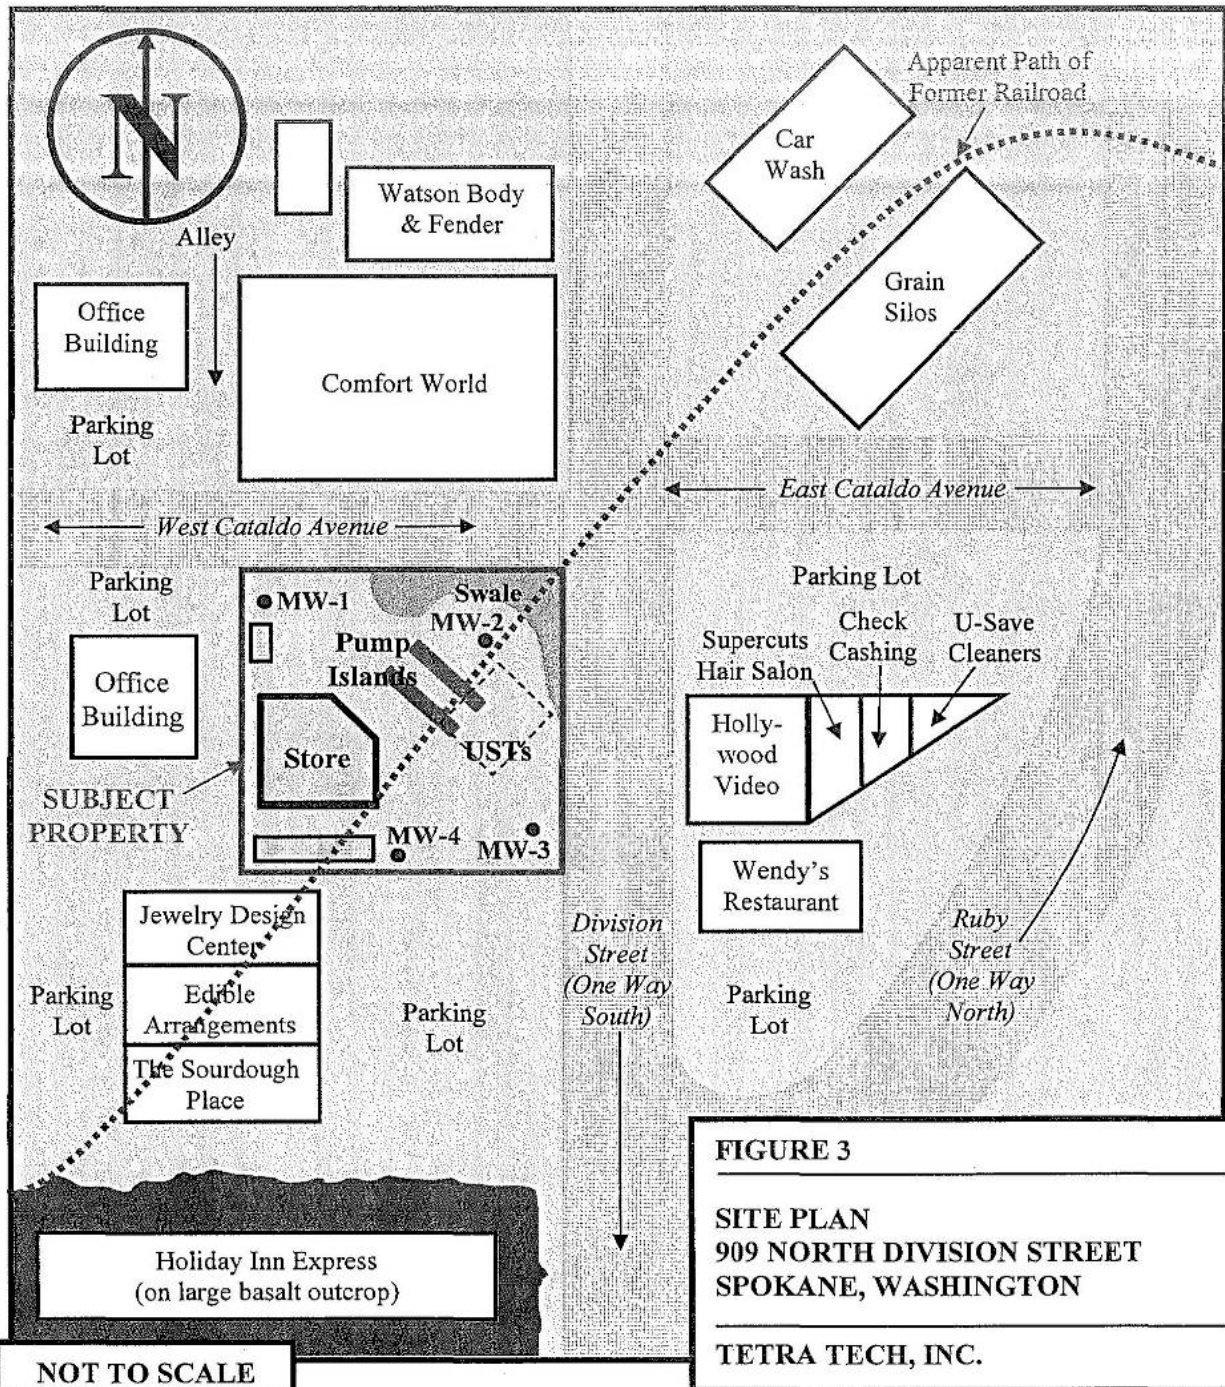 N
Apparent Path of
Former Railroad
Car
Wash
Watson Body
& Fender
Alley
Office
Building
Grain
Silos
Comfort World
Parking
Lot
East Cataldo Avenue
West Cataldo Avenue
Parking
Lot
MW-1
Swale
MW-2
Pump
Islands
Parking Lot
Check
Cashing
U-Save
Cleaners
Supercuts
Hair Salon
Office
Building
Holly-
wood
Video
Store
USTs
SUBJECT
PROPERTY
MW-4
MW-3
Wendy's
Restaurant
Jewelry Design
Center
Division
Street
(One Way
South)
Ruby
Street
(One Way
North)
Parking
Lot
Edible
Arrangements
Parking
Lot
Parking
Lot
The Sourdough
Place
FIGURE 3
SITE PLAN
909 NORTH DIVISION STREET
SPOKANE, WASHINGTON
Holiday Inn Express
(on large basalt outcrop)
TETRA TECH, INC.
NOT TO SCALE